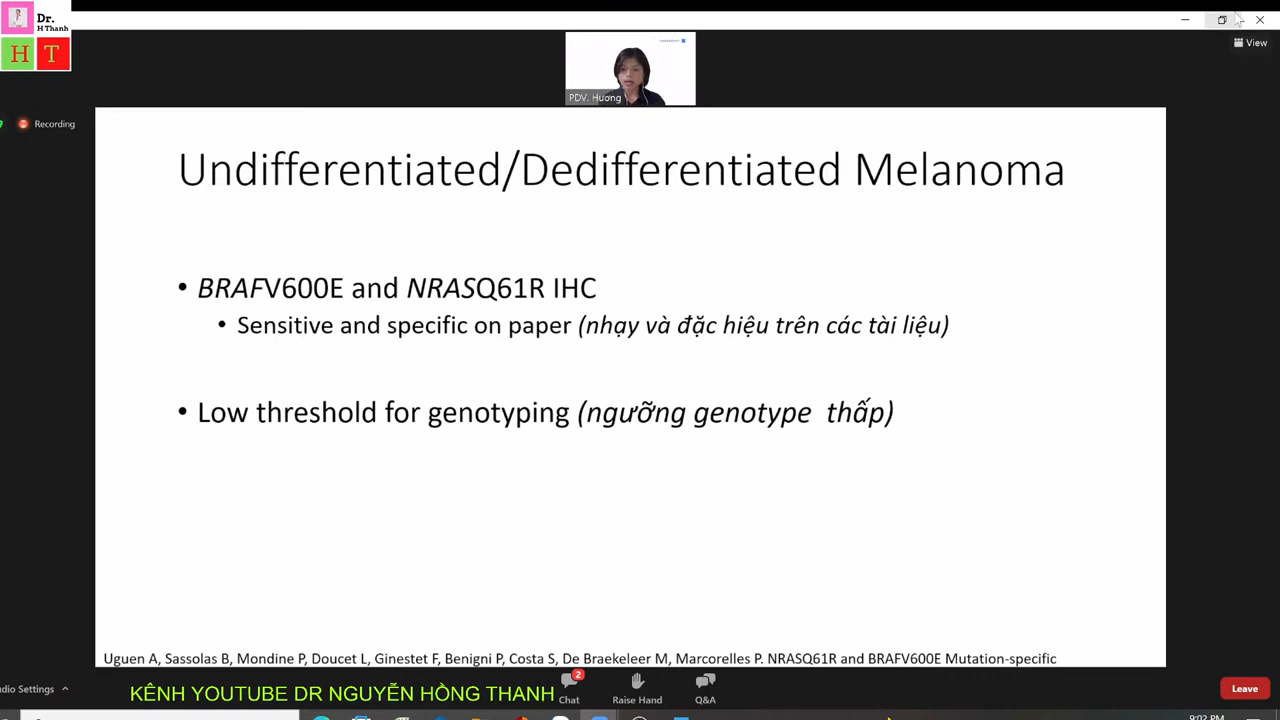 Dr.
H Thanh
H T
View
PDV. Hương
Recording
Undifferentiated/Dedifferentiated Melanoma
• BRAFV600E and NRASQ61R IHC
• Sensitive and specific on paper (nhạy và đặc hiệu trên các tài liệu)
• Low threshold for genotyping (ngưỡng genotype thấp)
Uguen A, Sassolas B, Mondine P, Doucet L, Ginestet F, Benigni P, Costa S, De Braekeleer M, Marcorelles P. NRASQ61R and BRAFV600E Mutation-specific
udio Settings
KÊNH YOUTUBE DR NGUYỄN HỒNG THANH
2
Chat
Raise Hand
Q&A
Leave
9:02 PM